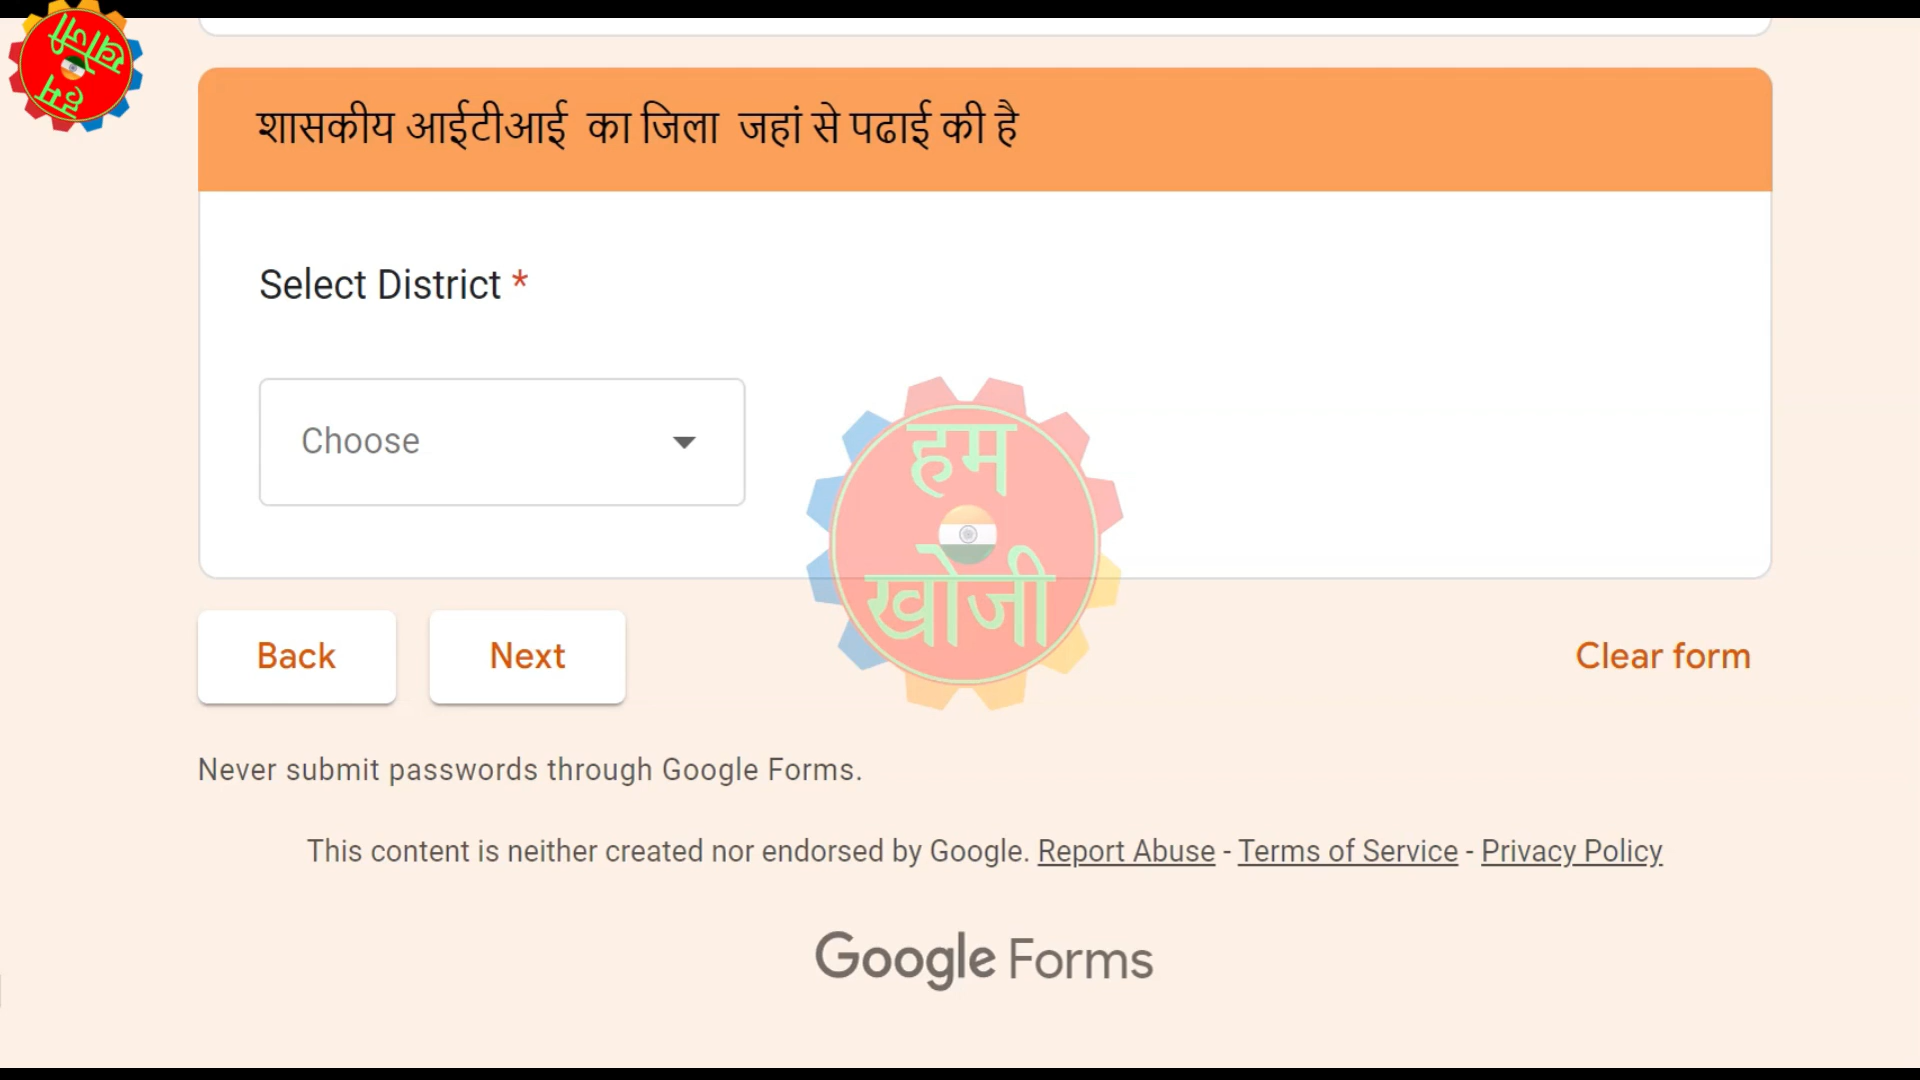 हम खोजी
शासकीय आईटीआई का जिला जहां से पढाई की है
Select District *
Choose
हम
खोजी
Back
Next
Clear form
Never submit passwords through Google Forms.
This content is neither created nor endorsed by Google. Report Abuse - Terms of Service - Privacy Policy
Google Forms